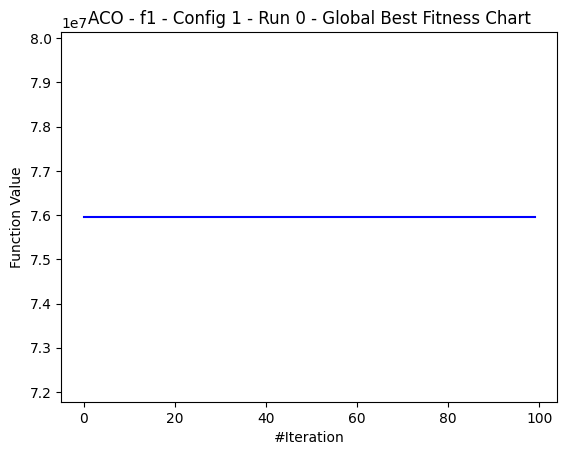 ACO - f1 - Config 1 - Run 0 - Global Best Fitness Chart
1e7
8.0
7.9
7.8
7.7
7.6
7.5
7.4
7.3
7.2
Function Value
0 20 40 60 80 100
#Iteration